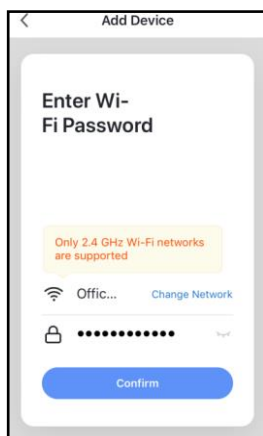 Add Device
Enter Wi-
Fi Password
Only 2.4 GHz Wi-Fi networks
are supported
Offic...
Change Network
••••••••••••
Confirm